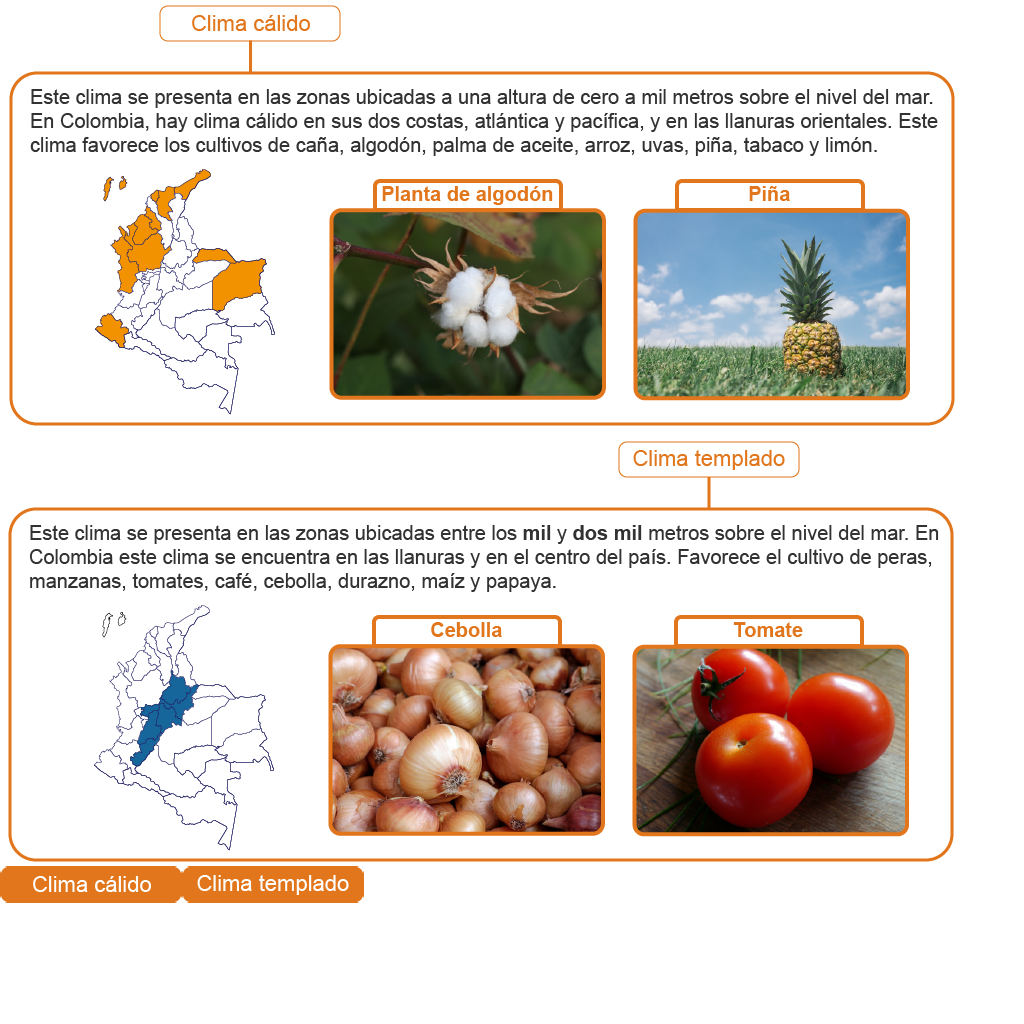 Clima cálido
Este clima se presenta en las zonas ubicadas a una altura de cero a mil metros sobre el nivel del mar.
En Colombia, hay clima cálido en sus dos costas, atlántica y pacífica, y en las llanuras orientales. Este
clima favorece los cultivos de caña, algodón, palma de aceite, arroz, uvas, piña, tabaco y limón.
Planta de algodón
Piña
Clima templado
Este clima se presenta en las zonas ubicadas entre los mil y dos mil metros sobre el nivel del mar. En
Colombia este clima se encuentra en las llanuras y en el centro del país. Favorece el cultivo de peras,
manzanas, tomates, café, cebolla, durazno, maíz y papaya.
Cebolla
Tomate
Clima cálido
Clima templado